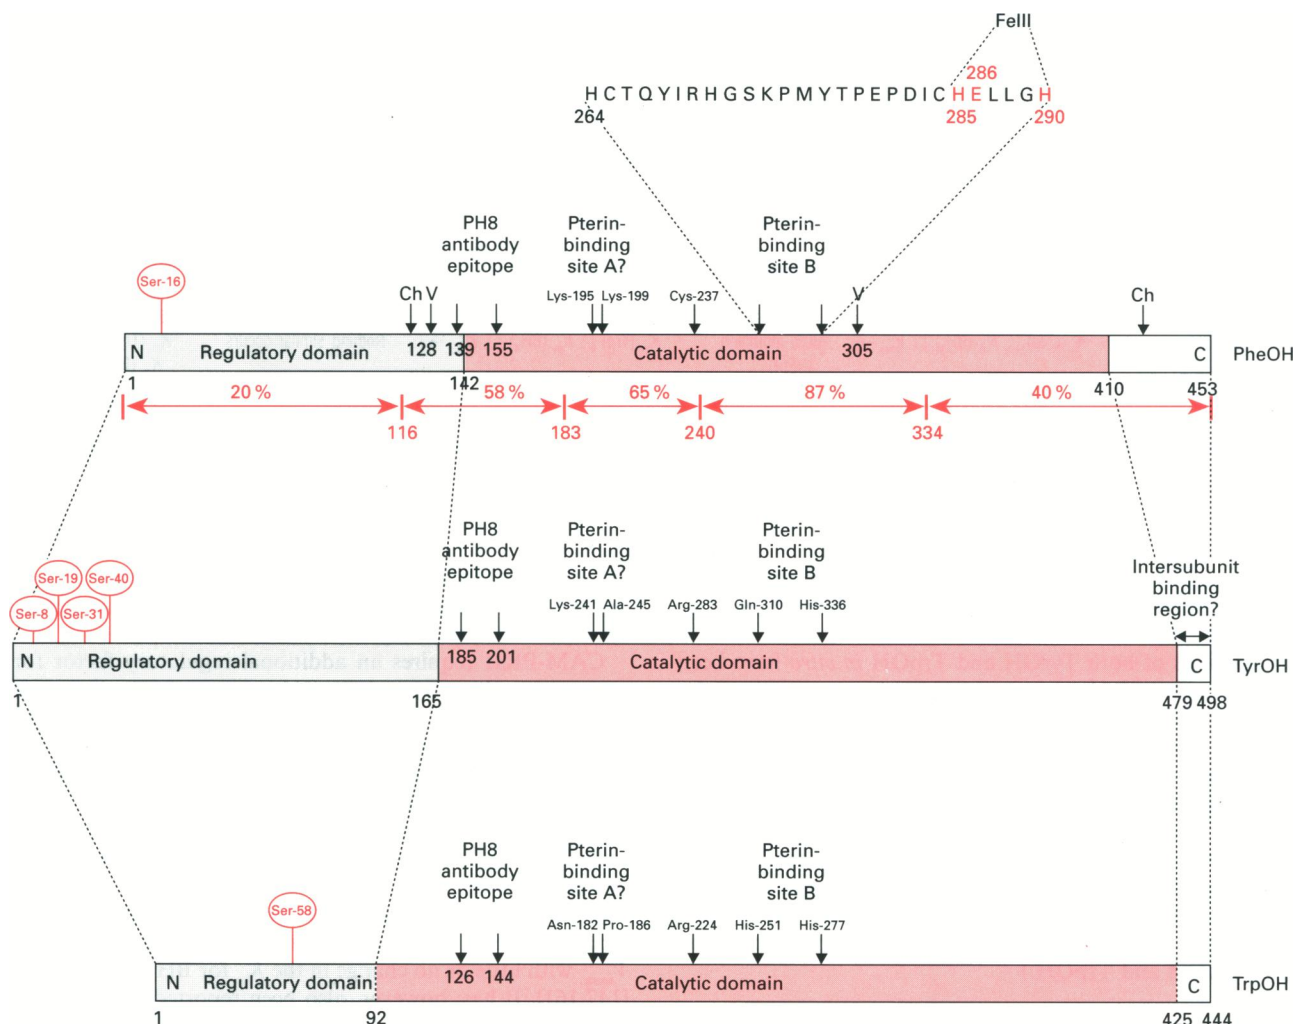 FeIII
286
HCTQYIRHGSKPMYTPEPDICHELLGH
264
285
290
PH8
antibody
epitope
Pterin-
binding
site A?
Pterin-
binding
site B
Ser-16
Ch V
Lys-195
Lys-199
Cys-237
V
Ch
N
Regulatory domain
128
139
155
Catalytic domain
305
C
PheOH
1
142
410
453
20 %
58 %
65 %
87 %
40 %
116
183
240
334
PH8
antibody
epitope
Pterin-
binding
site A?
Pterin-
binding
site B
Intersubunit
binding
region?
Ser-19
Ser-40
Ser-8
Ser-31
Lys-241
Ala-245
Arg-283
Gln-310
His-336
N
Regulatory domain
185
201
Catalytic domain
C
TyrOH
1
165
479
498
PH8
antibody
epitope
Pterin-
binding
site A?
Pterin-
binding
site B
Ser-58
Asn-182
Pro-186
Arg-224
His-251
His-277
N
Regulatory domain
126
144
Catalytic domain
C
TrpOH
1
92
425
444